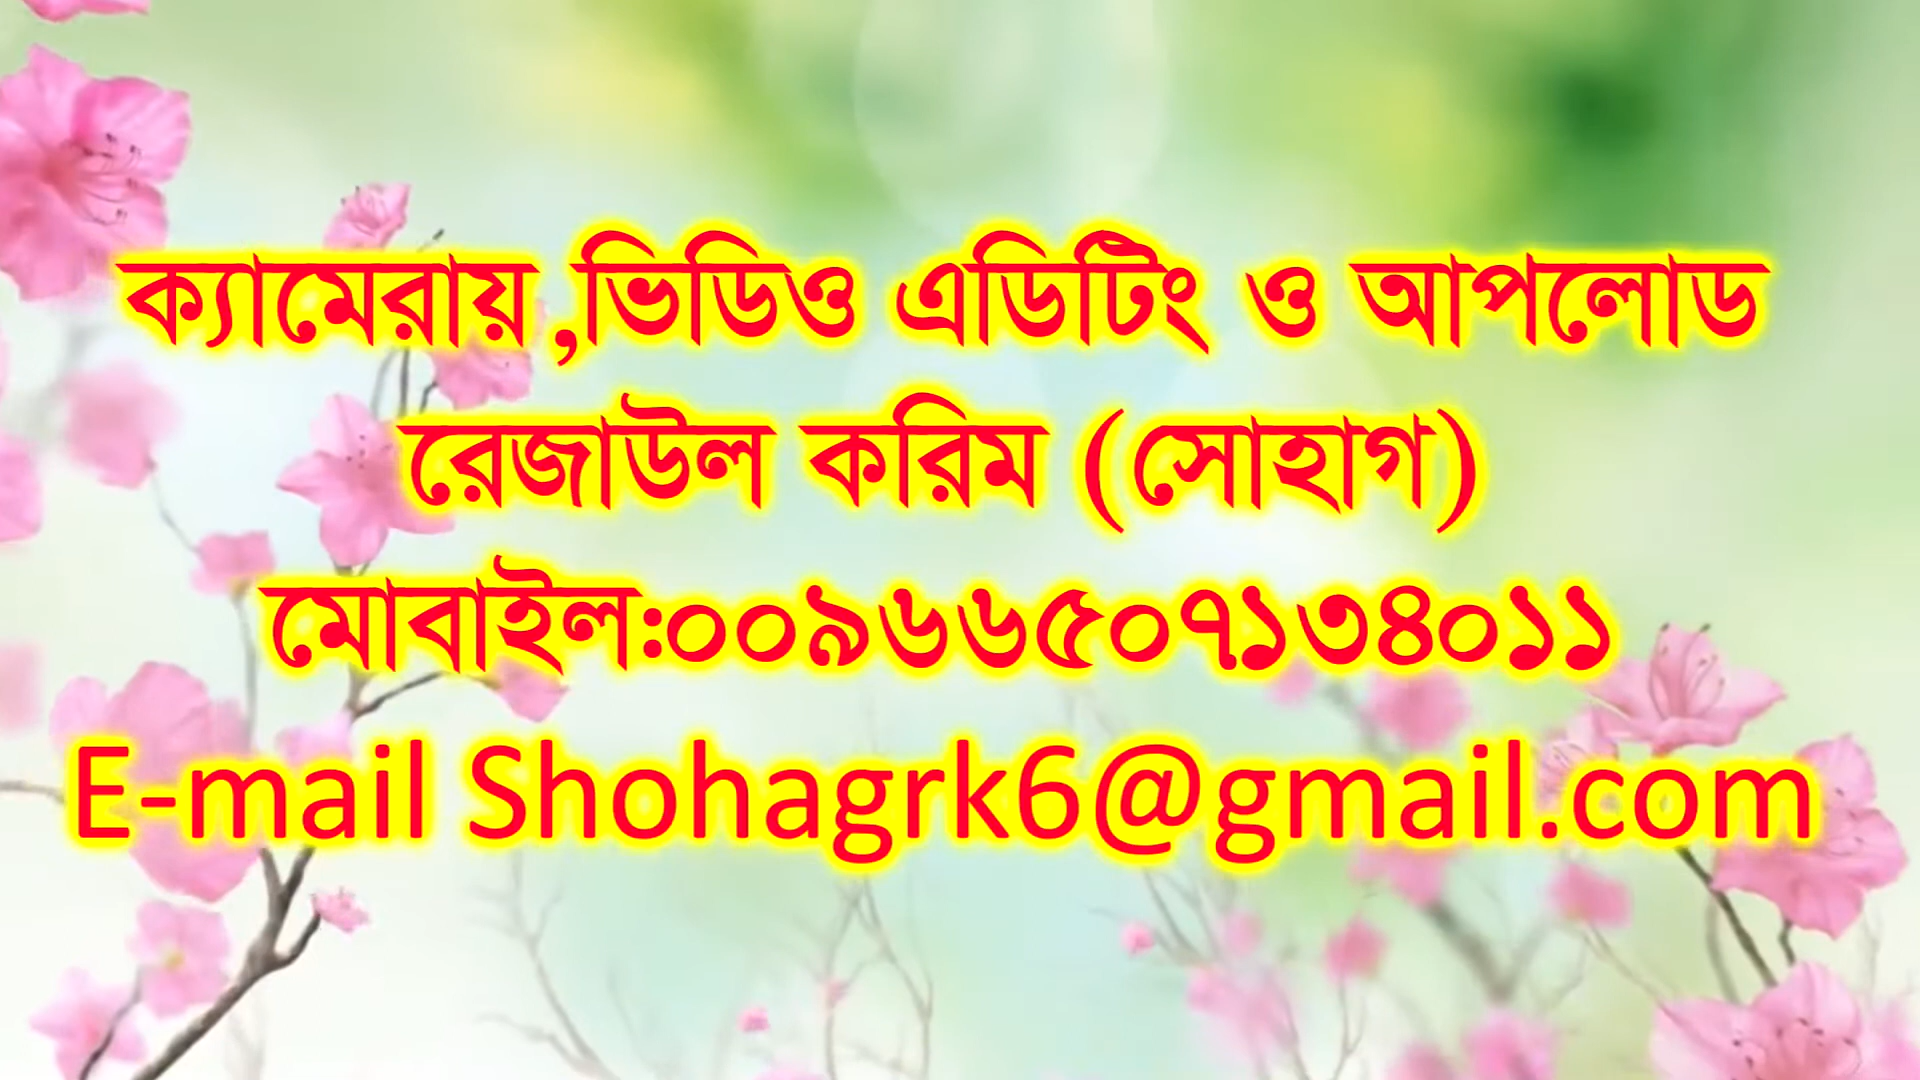 ক্যামেরায় ,ভিডিও এডিটিং ও আপলোড
রেজাউল করিম (সোহাগ)
মোবাইল:০০৯৬৬৫০৭১৩৪০১১
E-mail Shohagrk6@gmail.com